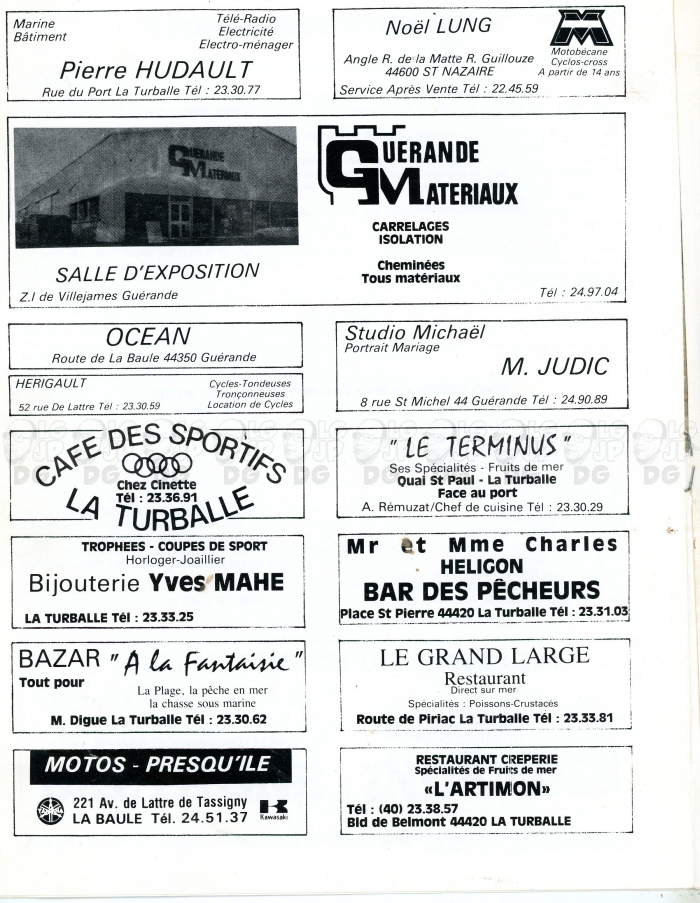 Marine
Bâtiment
Télé-Radio
Electricité
Electro-ménager
Pierre HUDAULT
Rue du Port La Turballe Tél : 23.30.77
Noël LUNG
Motobécane
Cyclos-cross
A partir de 14 ans
Angle R. de la Matte R. Guillouze
44600 ST NAZAIRE
Service Après Vente Tél : 22.45.59
GUERANDE
MATERIAUX
GUERANDE
MATERIAUX
CARRELAGES
ISOLATION
Cheminées
Tous matériaux
SALLE D'EXPOSITION
Z.I de Villejames Guérande
Tél : 24.97.04
OCEAN
Route de La Baule 44350 Guérande
Studio Michaël
Portrait Mariage
M. JUDIC
8 rue St Michel 44 Guérande Tél : 24.90.89
HERIGAULT
Cycles-Tondeuses
Tronçonneuses
52 rue De Lattre Tél : 23.30.59
Location de Cycles
CAFE DES SPORTIFS
Chez Cinette
Tél : 23.36.91
LA TURBALLE
" LE TERMINUS "
Ses Spécialités - Fruits de mer
Quai St Paul - La Turballe
Face au port
A. Rémuzat/Chef de cuisine Tél : 23.30.29
TROPHEES - COUPES DE SPORT
Horloger-Joaillier
Bijouterie Yves MAHE
LA TURBALLE Tél : 23.33.25
Mr et Mme Charles
HELIGON
BAR DES PÊCHEURS
Place St Pierre 44420 La Turballe Tél : 23.31.03
BAZAR " A la Fantaisie "
Tout pour
La Plage, la pêche en mer
la chasse sous marine
M. Digue La Turballe Tél : 23.30.62
LE GRAND LARGE
Restaurant
Direct sur mer
Spécialités : Poissons-Crustacés
Route de Piriac La Turballe Tél : 23.33.81
MOTOS - PRESQU'ILE
YAMAHA
221 Av. de Lattre de Tassigny
LA BAULE Tél. 24.51.37
Kawasaki
RESTAURANT CREPERIE
Spécialités de Fruits de mer
«L'ARTIMON»
Tél : (40) 23.38.57
Bld de Belmont 44420 LA TURBALLE